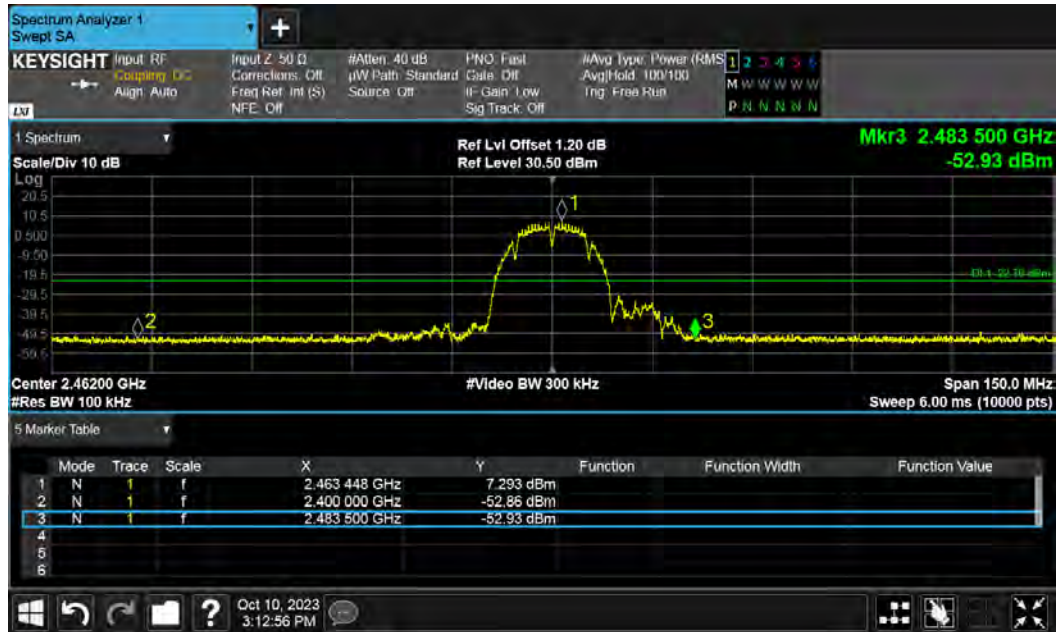 Spectrum Analyzer 1
Swept SA
+
KEYSIGHT Input: RF Input Z: 50 Ω #Atten: 40 dB PNO: Fast #Avg Type: Power (RMS 1 2 3 4 5 6
Coupling: DC Corrections: Off µW Path: Standard Gate: Off Avg|Hold: 100/100 M W W W W W
Align: Auto Freq Ref: Int (S) Source: Off IF Gain: Low Trig: Free Run
LXI NFE: Off Sig Track: Off P N N N N N
1 Spectrum Ref Lvl Offset 1.20 dB Mkr3 2.483 500 GHz
Scale/Div 10 dB Ref Level 30.50 dBm -52.93 dBm
Log
20.5
10.5
0.500
-9.50
-19.5
-29.5
-39.5
-49.5
-59.5
1
2
3
Center 2.46200 GHz #Video BW 300 kHz Span 150.0 MHz
#Res BW 100 kHz Sweep 6.00 ms (10000 pts)
5 Marker Table
Mode Trace Scale X Y Function Function Width Function Value
1 N 1 f 2.463 448 GHz 7.293 dBm
2 N 1 f 2.400 000 GHz -52.86 dBm
3 N 1 f 2.483 500 GHz -52.93 dBm
4
5
6
? Oct 10, 2023
3:12:56 PM